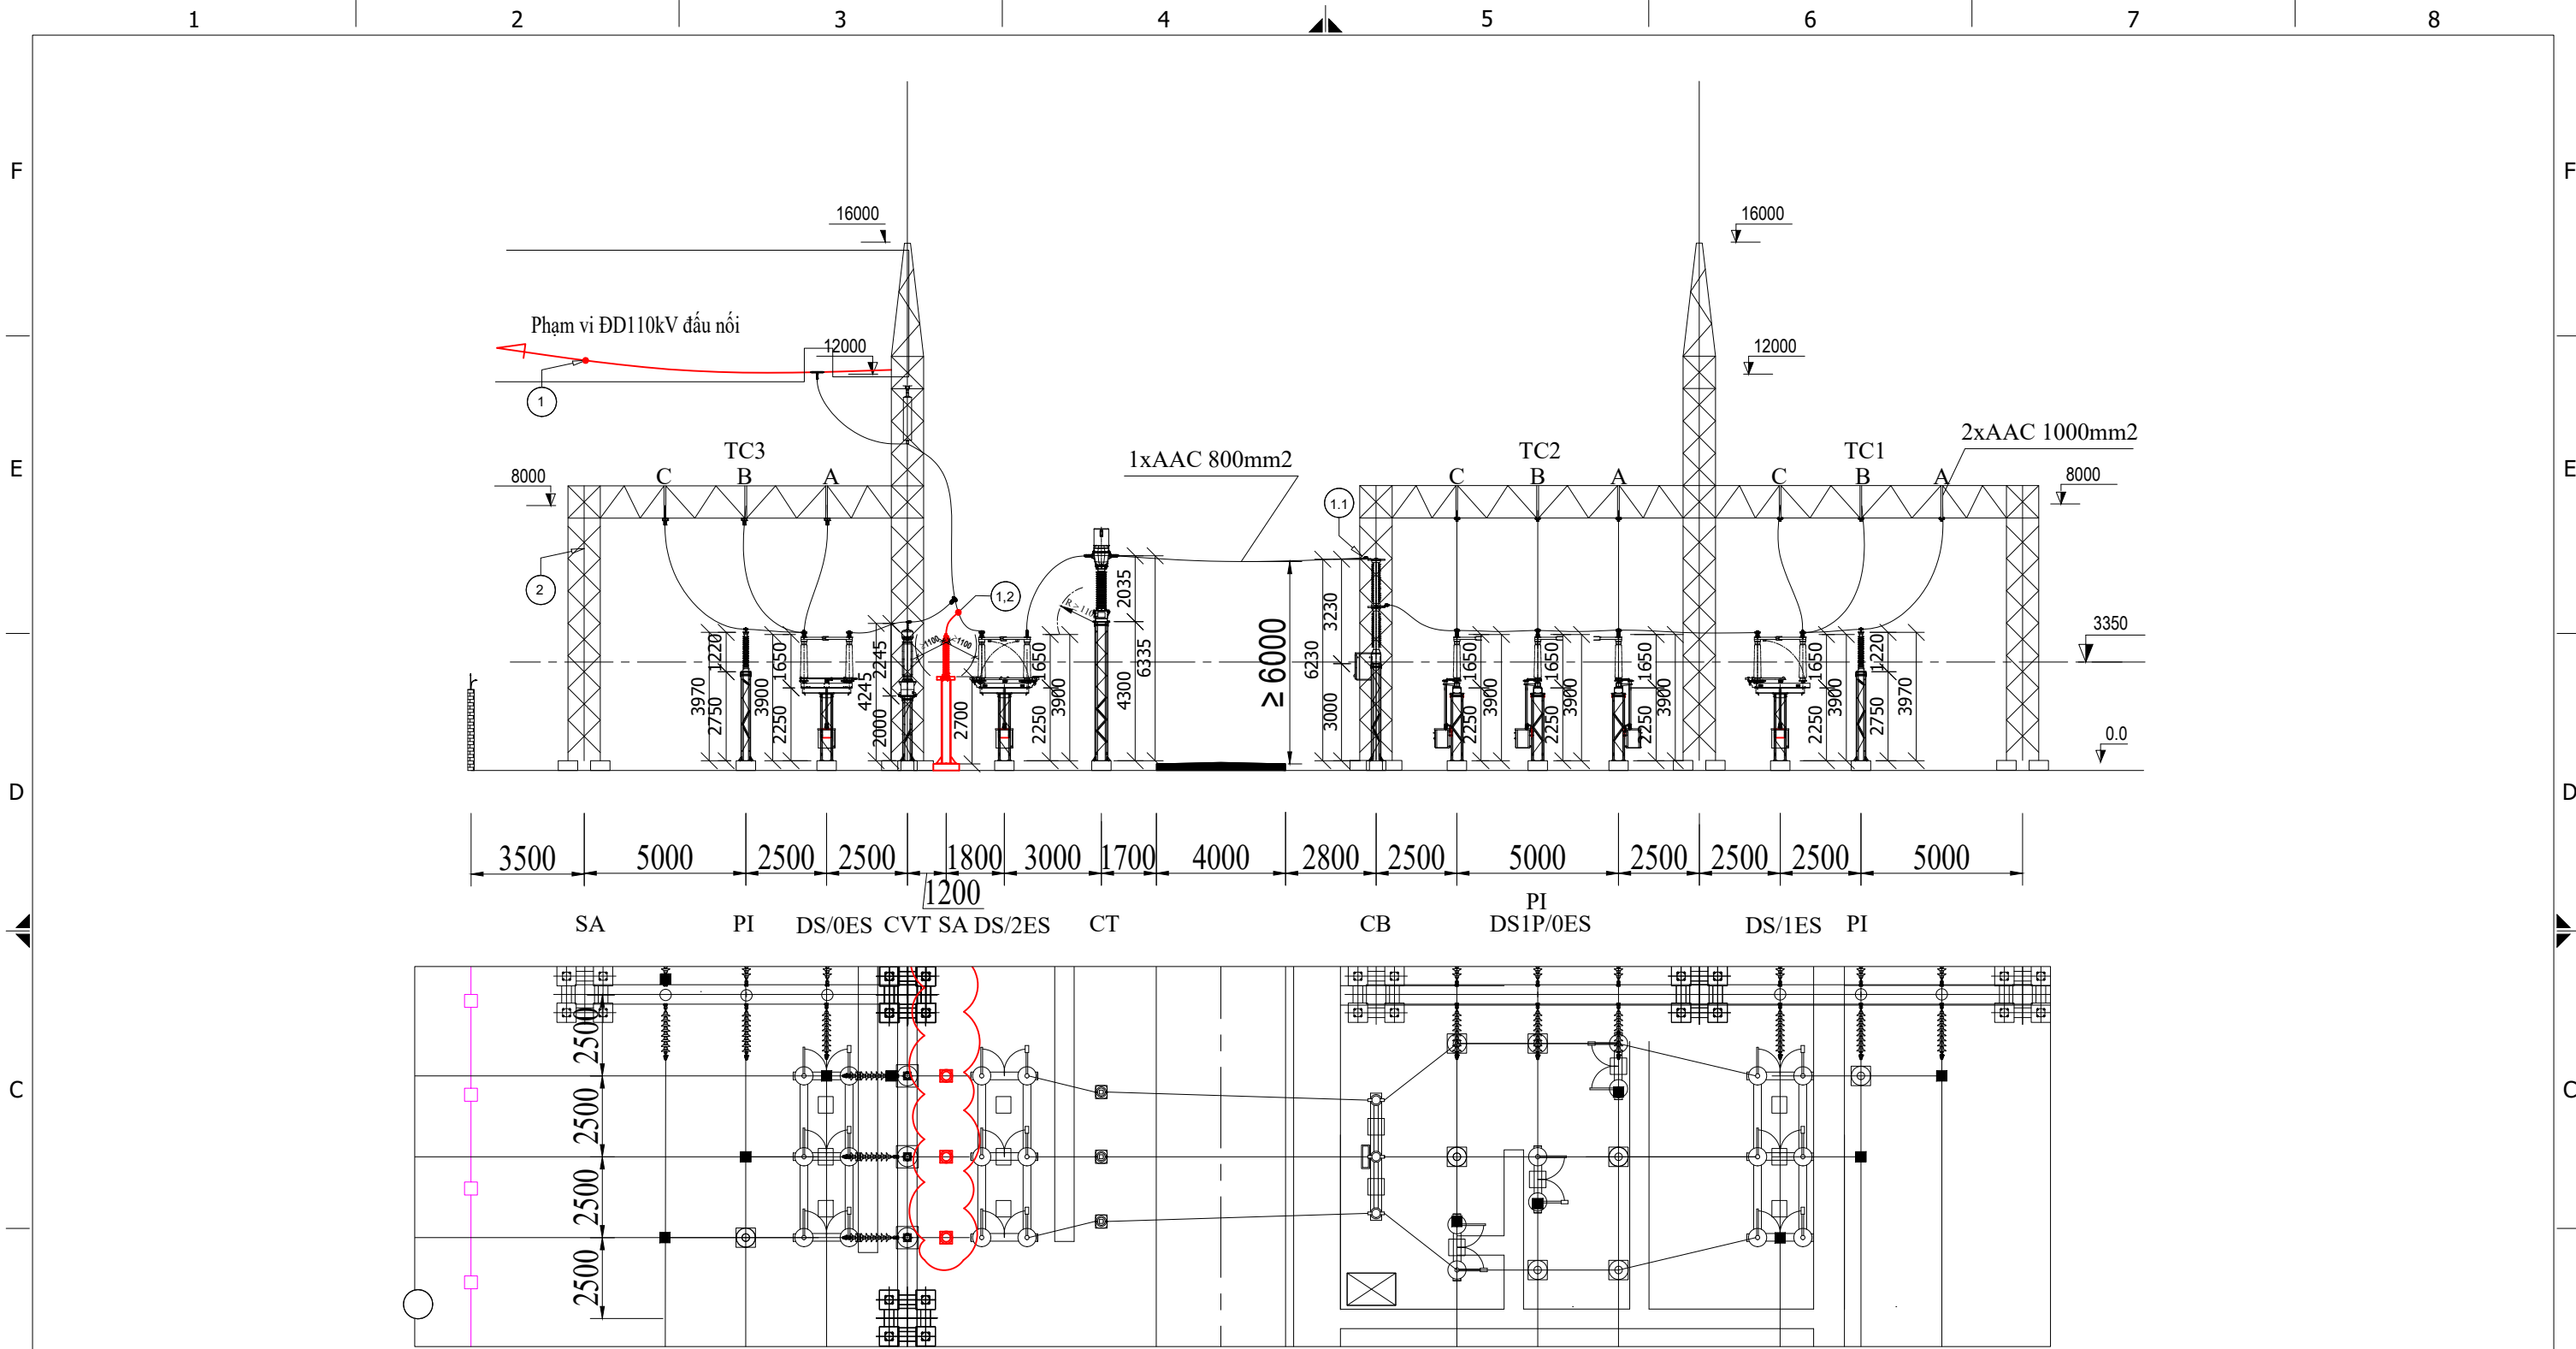 1 2 3 4 5 6 7 8
F F
16000 16000
Phạm vi ĐD110kV đấu nối
12000 12000
1
2xAAC 1000mm2
TC3 TC2 TC1
1xAAC 800mm2
E E
8000 C B A C B A C B A 8000
1.1
2
1,2
2035
3230
≥1100 ≥1100
3350
1220 1650 2245 1650 6335 6230 1650 1650 1650 1650 1220
3970 3900 4245 3900 4300 ≥6000 3900 3900 3900 3900 3970
2750 2250 2000 2700 2250 3000 2250 2250 2250 2250 2750
0.0
D D
3500 5000 2500 2500 1800 3000 1700 4000 2800 2500 5000 2500 2500 2500 5000
1200
PI
SA PI DS/0ES CVT SA DS/2ES CT CB DS1P/0ES DS/1ES PI
2500
C C
2500
2500
2500